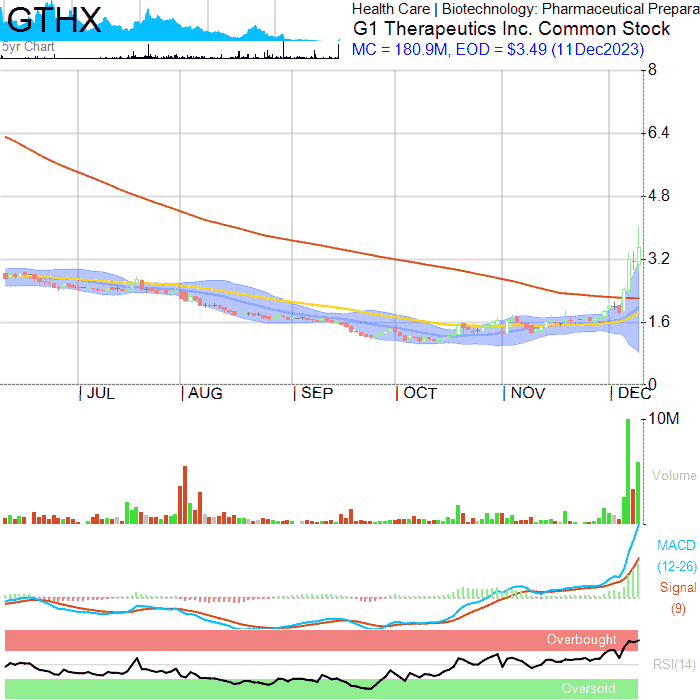 GTHX
5yr Chart
Health Care | Biotechnology: Pharmaceutical Prepara
G1 Therapeutics Inc. Common Stock
MC = 180.9M, EOD = $3.49 (11Dec2023)
8
6.4
4.8
3.2
1.6
0
JUL AUG SEP OCT NOV DEC
10M
Volume
MACD
(12-26)
Signal
(9)
Overbought
RSI(14)
Oversold